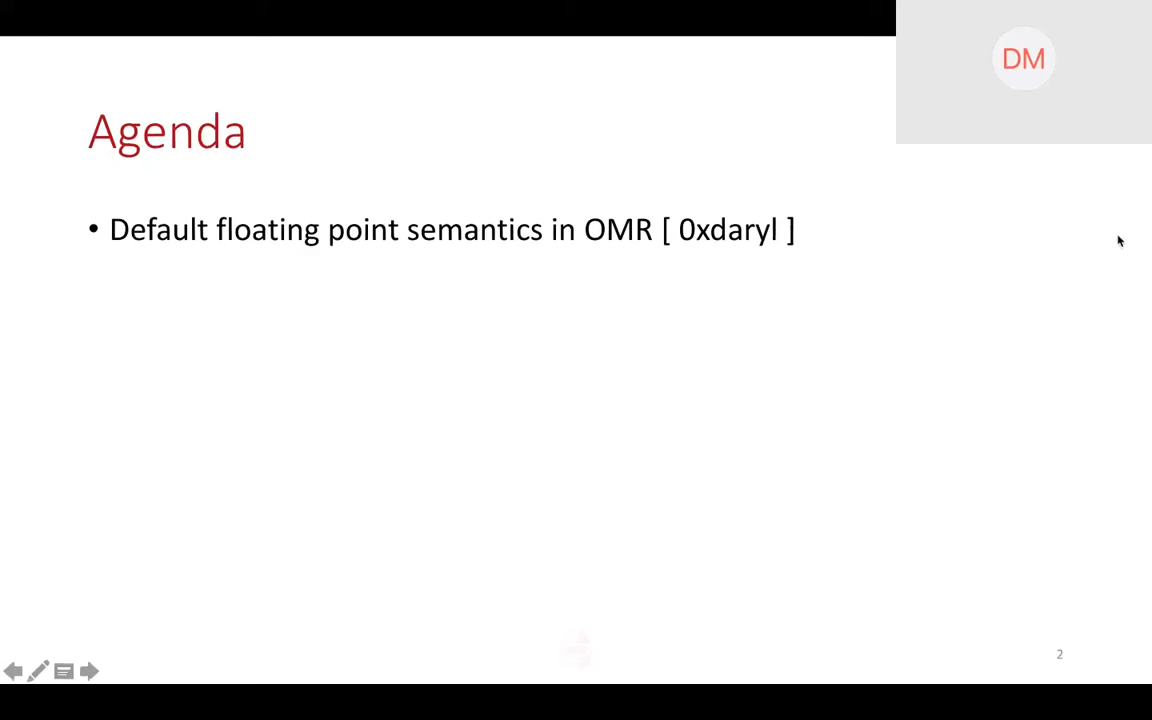 DM
Agenda
• Default floating point semantics in OMR [ 0xdaryl ]
2